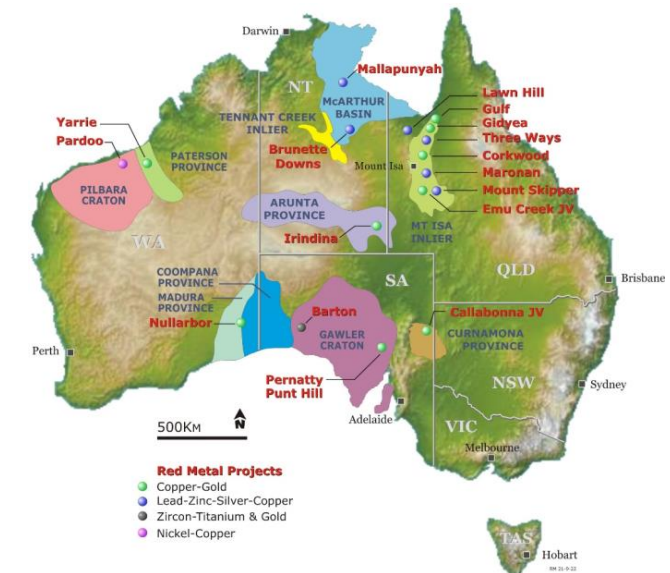 Darwin
Mallapunyah
NT
McARTHUR
BASIN
Lawn Hill
Gulf
Gidyea
Three Ways
Corkwood
Maronan
Mount Skipper
Emu Creek JV
TENNANT CREEK
INLIER
Brunette
Downs
Mount Isa
Yarrie
Pardoo
PATERSON
PROVINCE
PILBARA
CRATON
ARUNTA
PROVINCE
Irindina
MT ISA
INLIER
WA
QLD
COOMPANA
PROVINCE
MADURA
PROVINCE
Nullarbor
SA
Brisbane
Barton
GAWLER
CRATON
Callabonna JV
CURNAMONA
PROVINCE
Perth
Pernatty
Punt Hill
NSW
Sydney
Adelaide
VIC
Melbourne
500KM
N
Red Metal Projects
Copper-Gold
Lead-Zinc-Silver-Copper
Zircon-Titanium & Gold
Nickel-Copper
TAS
Hobart
RM 21-9-22